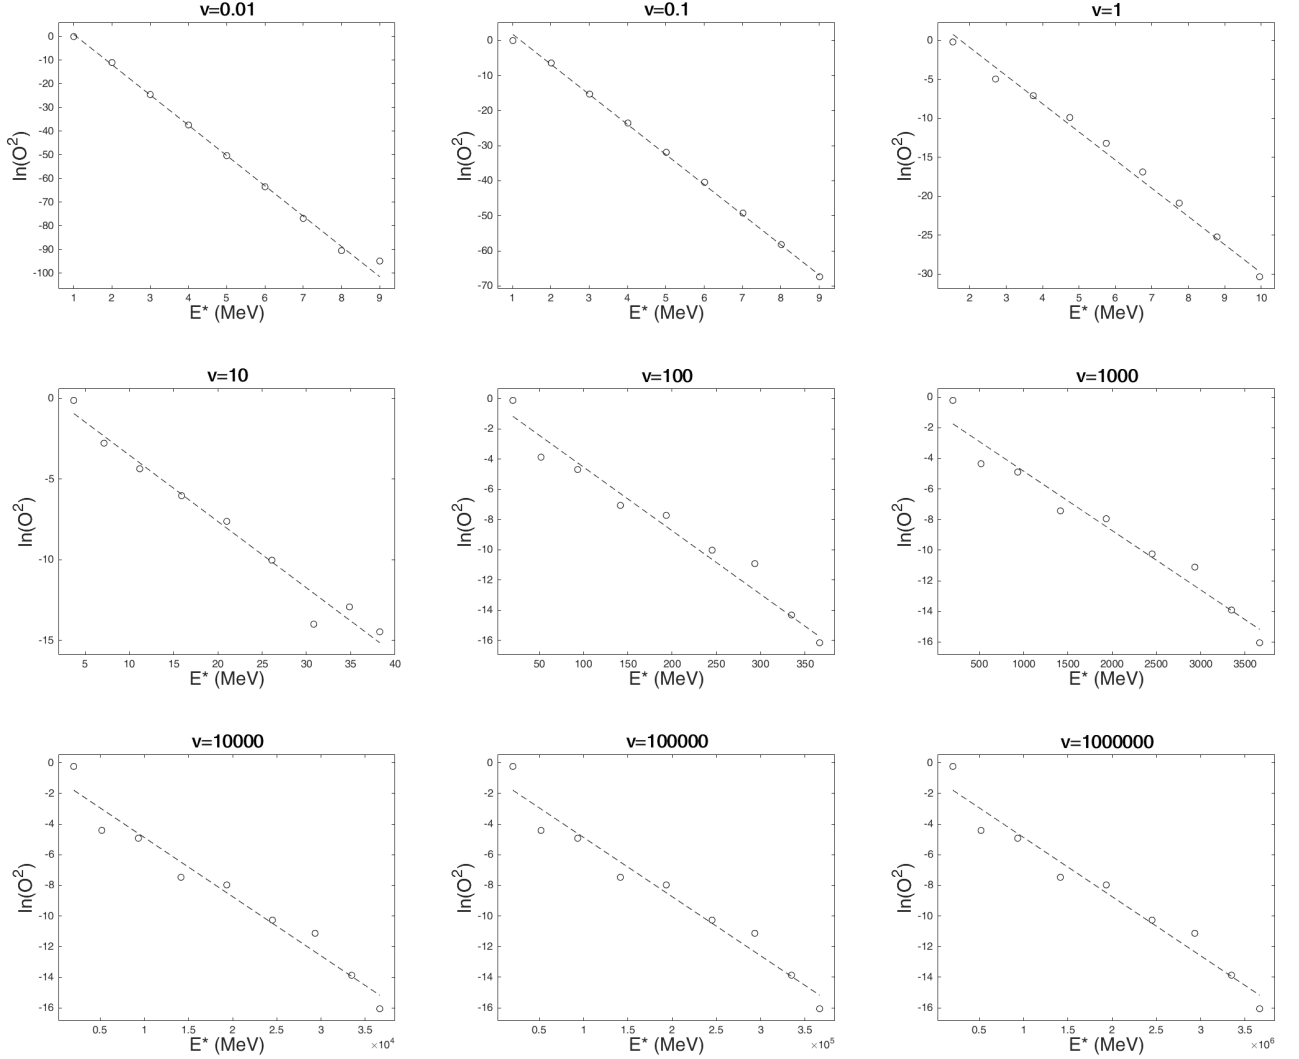 v=0.01
0
-10
-20
-30
-40
-50
-60
-70
-80
-90
-100
ln(O²)
1 2 3 4 5 6 7 8 9
E* (MeV)
v=0.1
0
-10
-20
-30
-40
-50
-60
-70
ln(O²)
1 2 3 4 5 6 7 8 9
E* (MeV)
v=1
0
-5
-10
-15
-20
-25
-30
ln(O²)
2 3 4 5 6 7 8 9 10
E* (MeV)
v=10
0
-5
-10
-15
ln(O²)
5 10 15 20 25 30 35 40
E* (MeV)
v=100
0
-2
-4
-6
-8
-10
-12
-14
-16
ln(O²)
50 100 150 200 250 300 350
E* (MeV)
v=1000
0
-2
-4
-6
-8
-10
-12
-14
-16
ln(O²)
500 1000 1500 2000 2500 3000 3500
E* (MeV)
v=10000
0
-2
-4
-6
-8
-10
-12
-14
-16
ln(O²)
0.5 1 1.5 2 2.5 3 3.5
E* (MeV)
×10⁴
v=100000
0
-2
-4
-6
-8
-10
-12
-14
-16
ln(O²)
0.5 1 1.5 2 2.5 3 3.5
E* (MeV)
×10⁵
v=1000000
0
-2
-4
-6
-8
-10
-12
-14
-16
ln(O²)
0.5 1 1.5 2 2.5 3 3.5
E* (MeV)
×10⁶